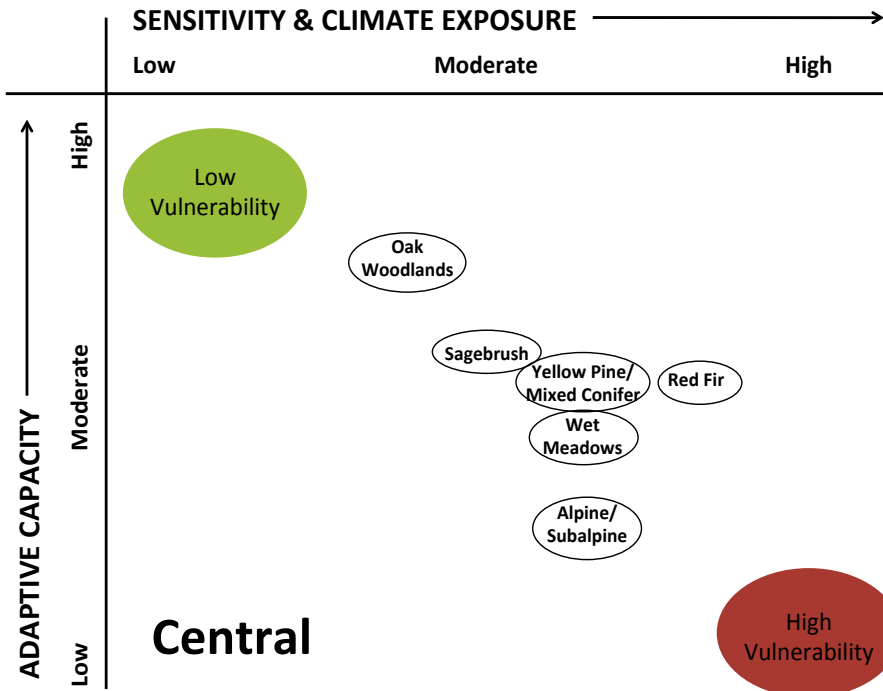 SENSITIVITY & CLIMATE EXPOSURE
Low Moderate High
ADAPTIVE CAPACITY
High
Moderate
Low
Low
Vulnerability
Oak
Woodlands
Sagebrush
Yellow Pine/
Mixed Conifer
Red Fir
Wet
Meadows
Alpine/
Subalpine
Central
High
Vulnerability